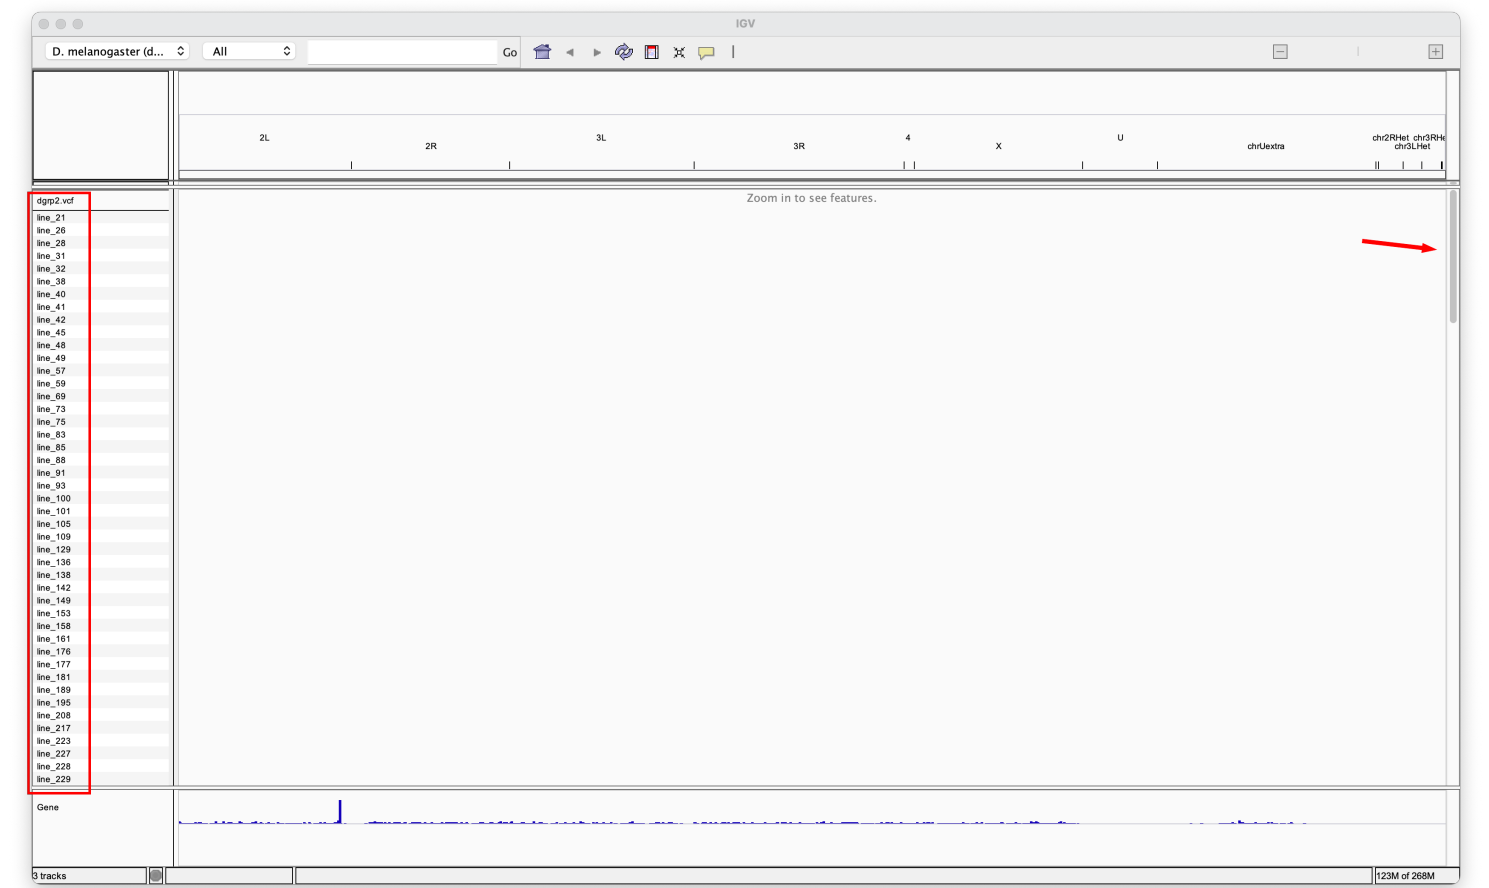 IGV
D. melanogaster (d... All Go
2L 3L 4 U chr2RHet chr3RHe
2R 3R X chrUextra chr3LHet
dgrp2.vcf
Zoom in to see features.
line_21
line_26
line_28
line_31
line_32
line_38
line_40
line_41
line_42
line_45
line_48
line_49
line_57
line_59
line_69
line_73
line_75
line_83
line_85
line_88
line_91
line_93
line_100
line_101
line_105
line_109
line_129
line_136
line_138
line_142
line_149
line_153
line_158
line_161
line_176
line_177
line_181
line_189
line_195
line_208
line_217
line_223
line_227
line_228
line_229
Gene
3 tracks
123M of 268M